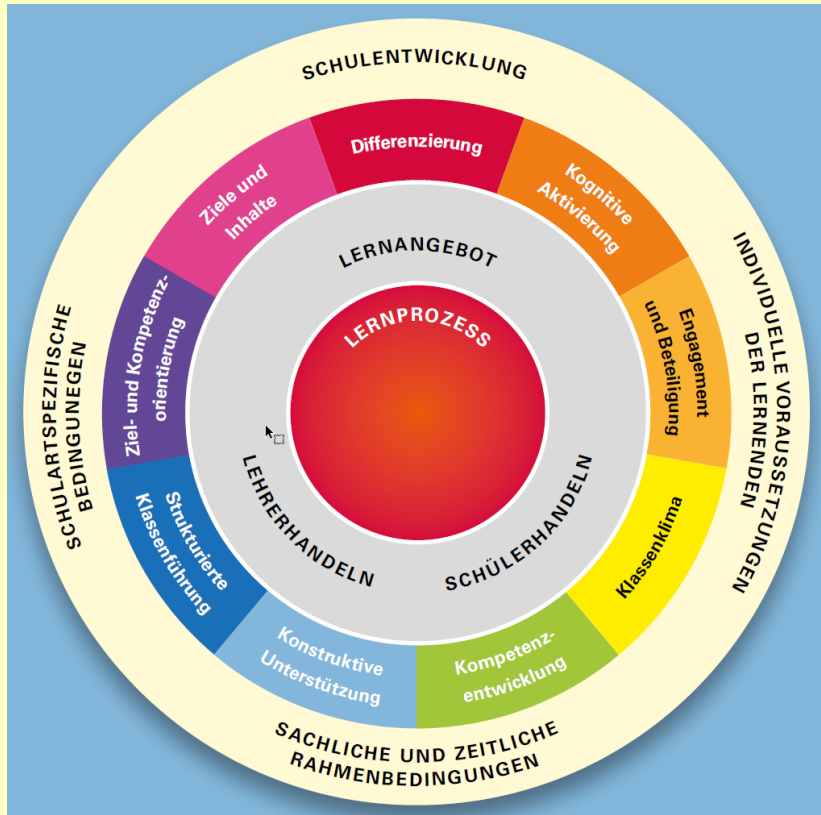 SCHULENTWICKLUNG
Differenzierung
Ziele und
Inhalte
Kognitive
Aktivierung
LERNANGEBOT
LERNPROZESS
Ziel- und Kompetenz-
orientierung
Engagement
und Beteiligung
SCHULARTSPEZIFISCHE
BEDINGUNEGEN
INDIVIDUELLE VORAUSSETZUNGEN
DER LERNENDEN
LEHRERHANDELN
SCHÜLERHANDELN
Strukturierte
Klassenführung
Klassenklima
Konstruktive
Unterstützung
Kompetenz-
entwicklung
SACHLICHE UND ZEITLICHE
RAHMENBEDINGUNGEN